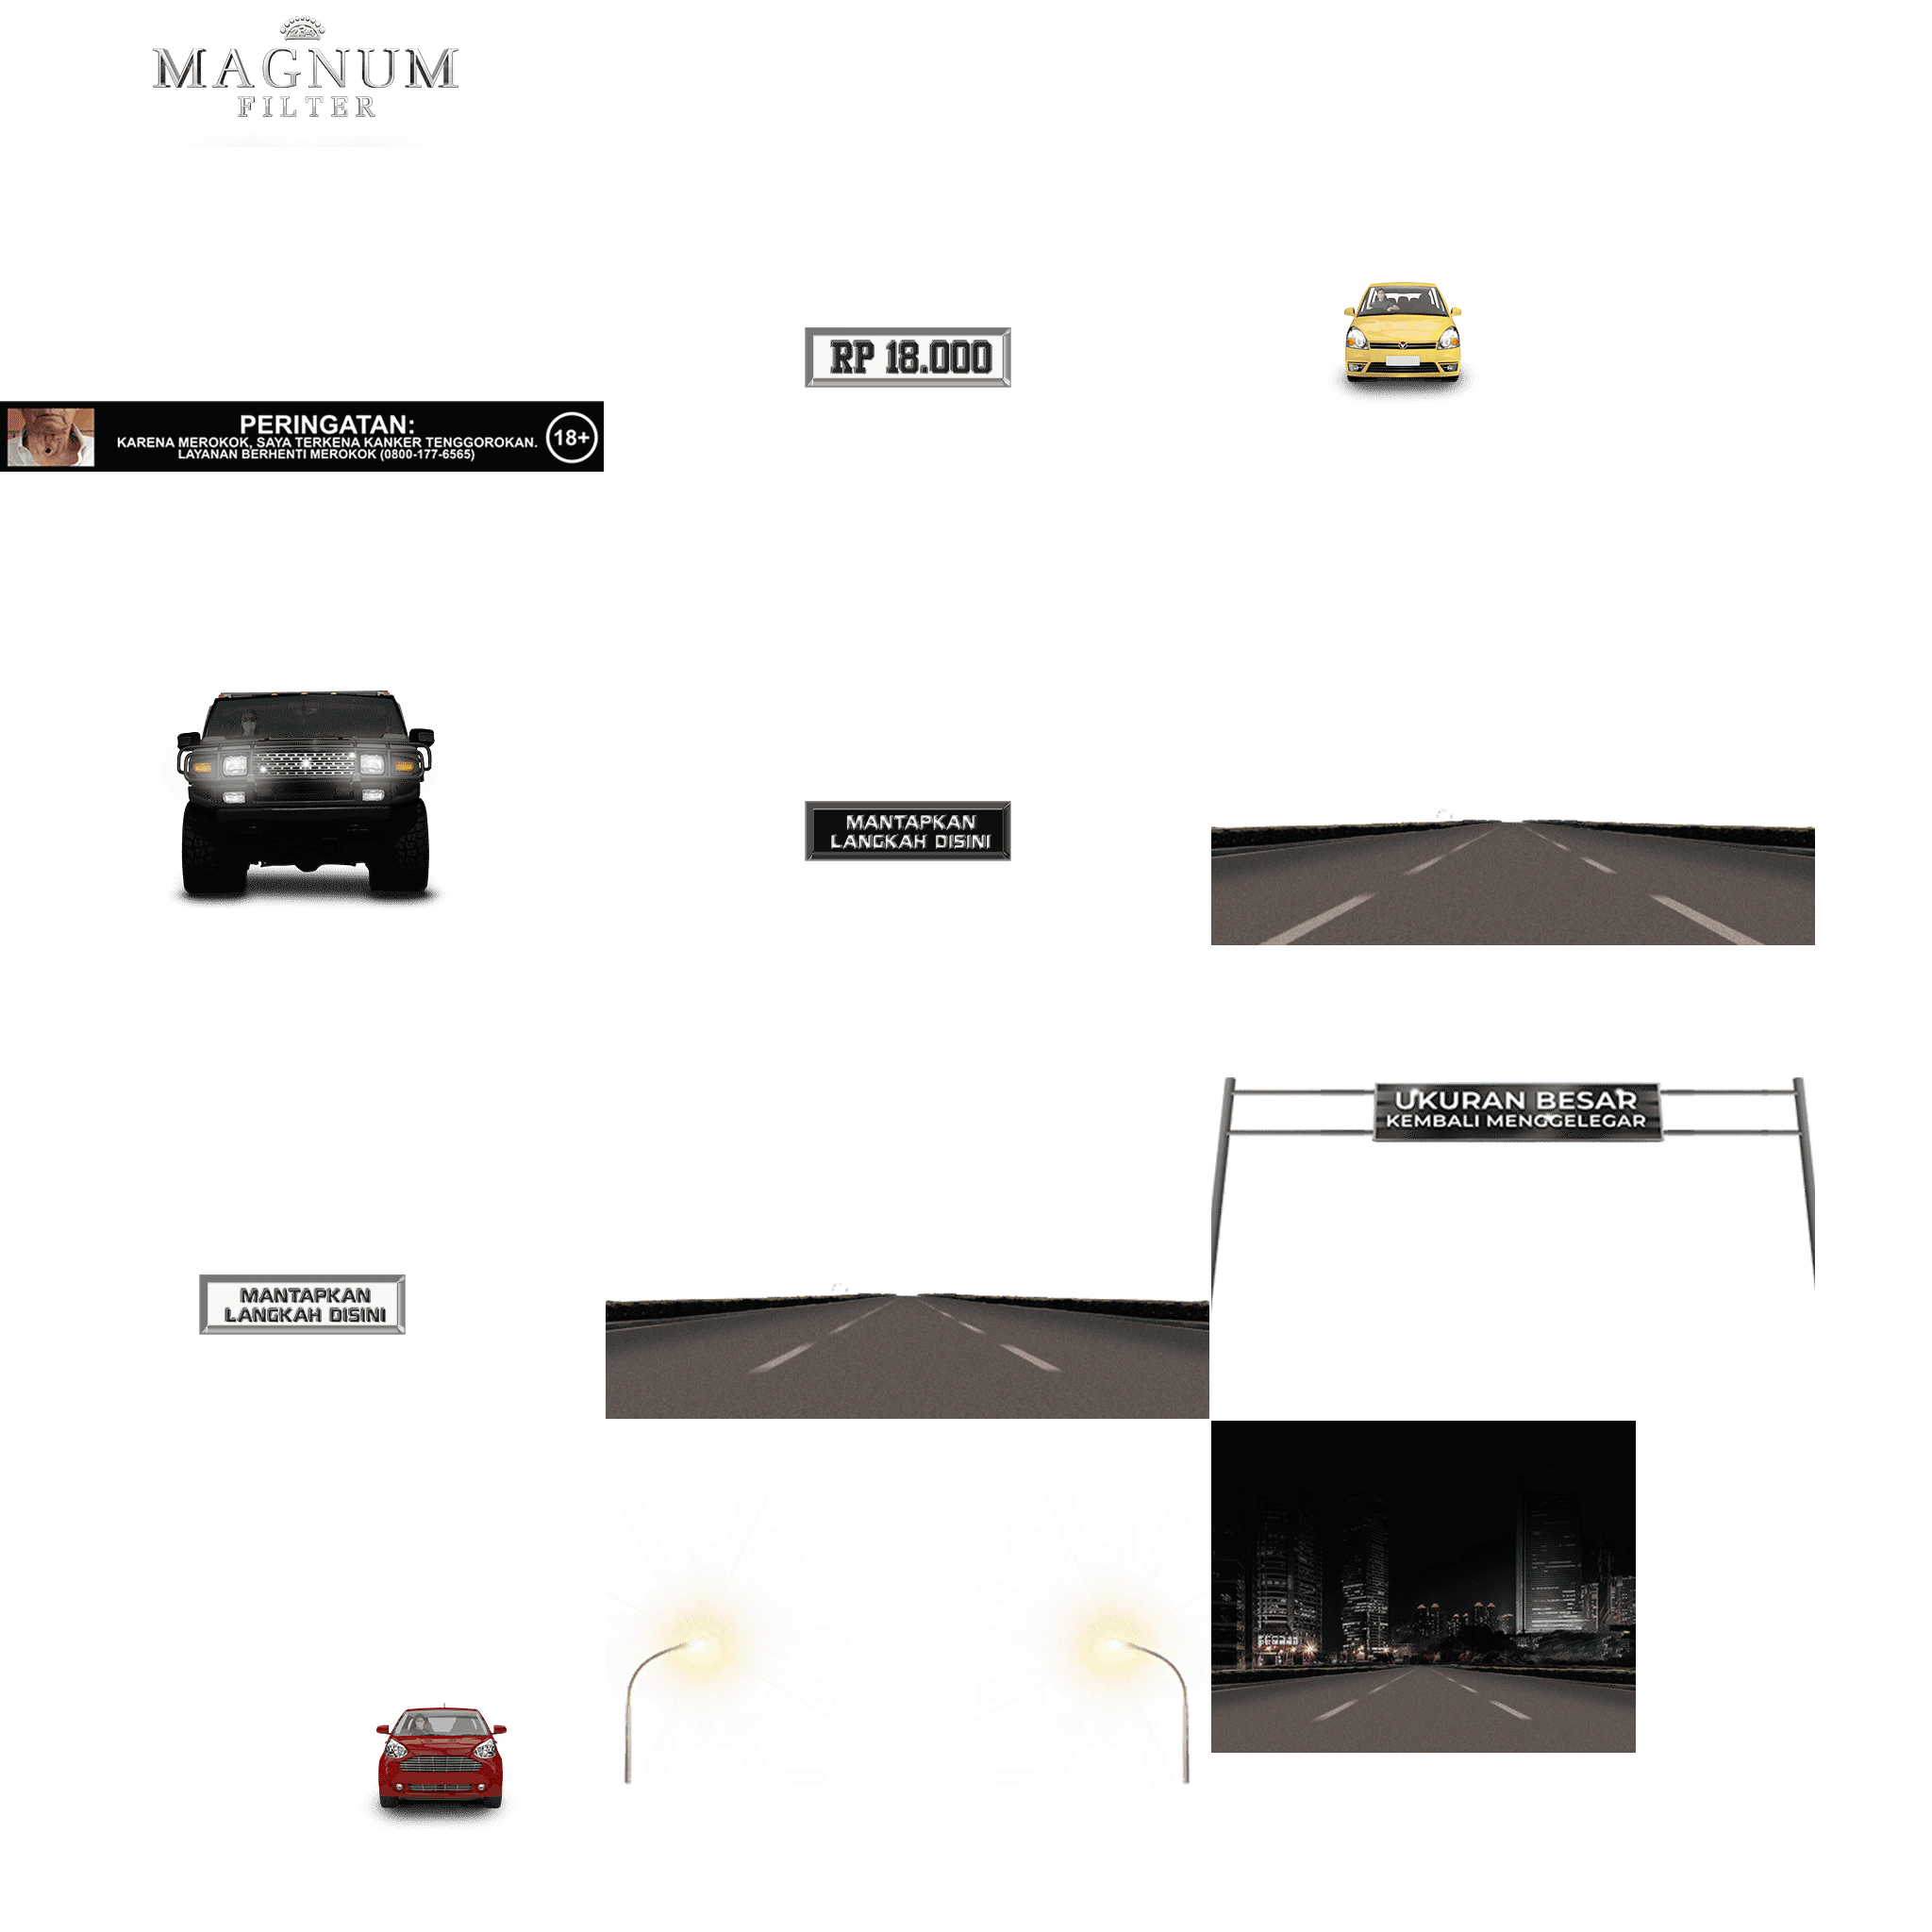 234
MAGNUM
FILTER
RP 18.000
PERINGATAN:
KARENA MEROKOK, SAYA TERKENA KANKER TENGGOROKAN.
LAYANAN BERHENTI MEROKOK (0800-177-6565)
18+
MANTAPKAN
LANGKAH DISINI
UKURAN BESAR
KEMBALI MENGGELEGAR
MANTAPKAN
LANGKAH DISINI